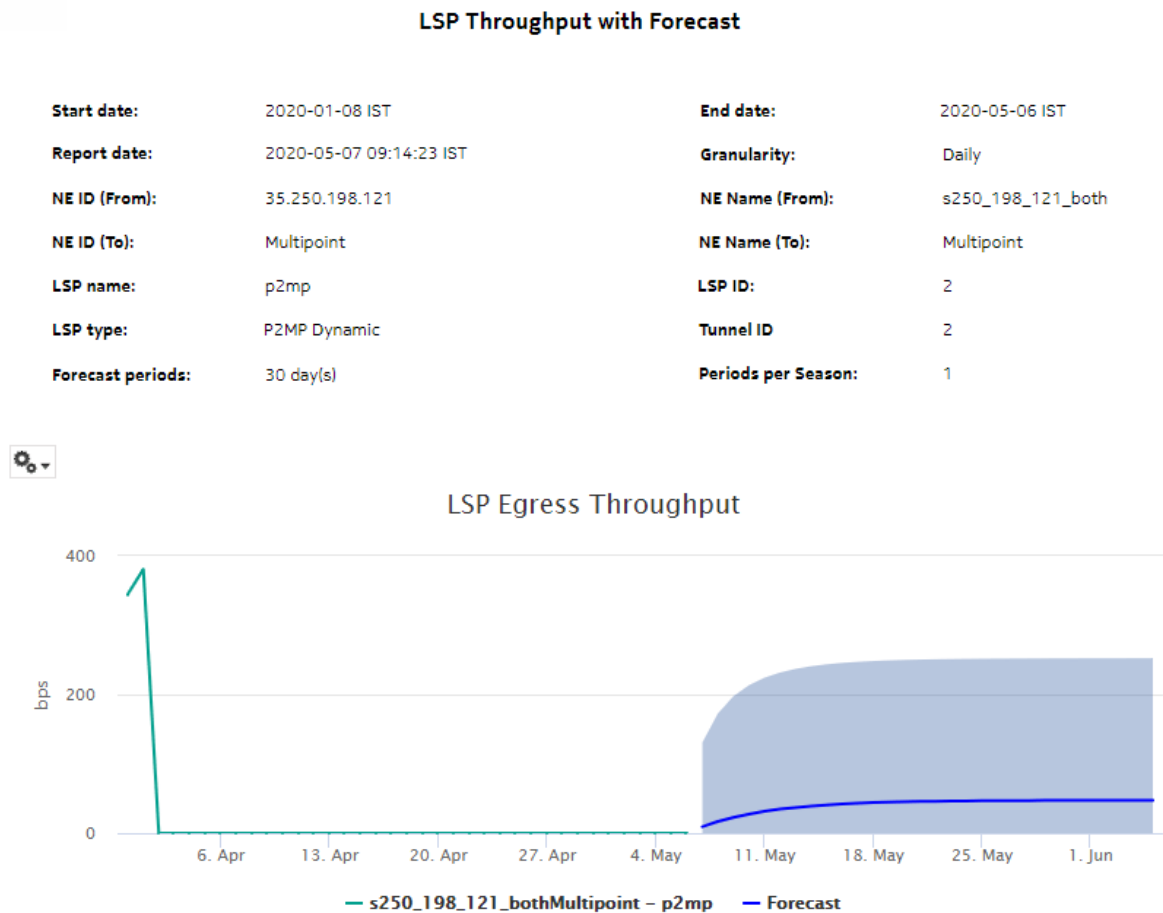 LSP Throughput with Forecast
Start date: 2020-01-08 IST End date: 2020-05-06 IST
Report date: 2020-05-07 09:14:23 IST Granularity: Daily
NE ID (From): 35.250.198.121 NE Name (From): s250_198_121_both
NE ID (To): Multipoint NE Name (To): Multipoint
LSP name: p2mp LSP ID: 2
LSP type: P2MP Dynamic Tunnel ID 2
Forecast periods: 30 day(s) Periods per Season: 1
LSP Egress Throughput
400
200
0
bps
6. Apr 13. Apr 20. Apr 27. Apr 4. May 11. May 18. May 25. May 1. Jun
s250_198_121_bothMultipoint – p2mp Forecast